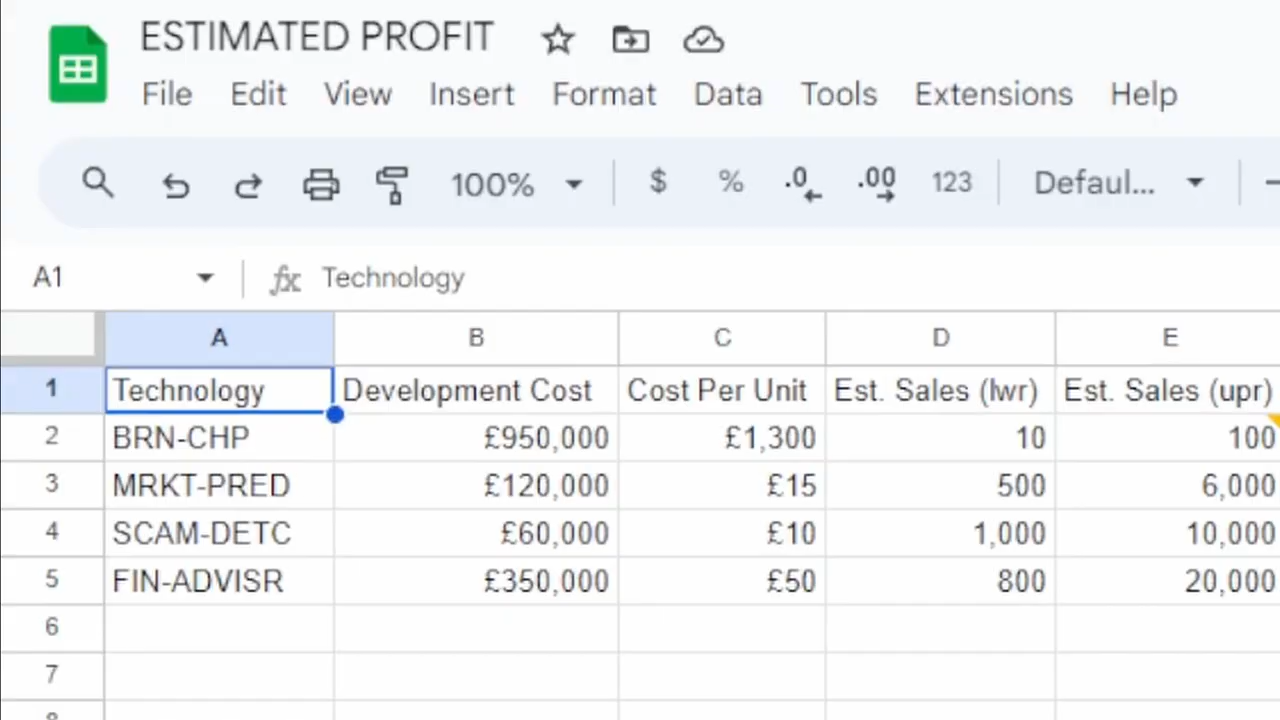 ESTIMATED PROFIT
File Edit View Insert Format Data Tools Extensions Help
100% $ % .0 .00 123 Defaul...
A1 fx Technology
A B C D E
1 Technology Development Cost Cost Per Unit Est. Sales (lwr) Est. Sales (upr)
2 BRN-CHP £950,000 £1,300 10 100
3 MRKT-PRED £120,000 £15 500 6,000
4 SCAM-DETC £60,000 £10 1,000 10,000
5 FIN-ADVISR £350,000 £50 800 20,000
6
7
8